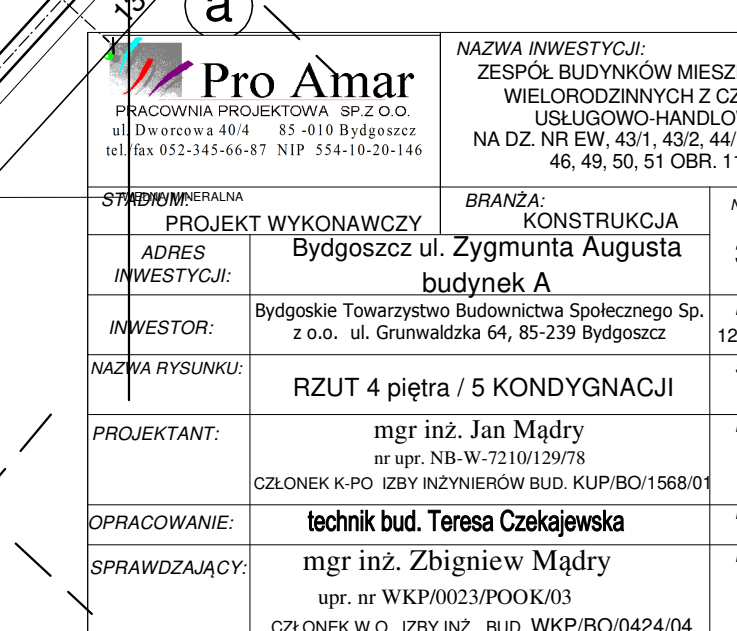 15
a
Pro Amar
PRACOWNIA PROJEKTOWA SP.Z O.O.
ul. Dworcowa 40/4 85 -010 Bydgoszcz
tel./fax 052-345-66-87 NIP 554-10-20-146
NAZWA INWESTYCJI:
ZESPÓŁ BUDYNKÓW
WIELORODZINNYCH Z
NA DZ. NR EW, 43/1, 43/2,
46, 49, 50, 51 OBR.
STADIUM:
WEŁNA MINERALNA
PROJEKT WYKONAWCZY
BRANŻA:
KONSTRUKCJA
ADRES
INWESTYCJI:
Bydgoszcz ul. Zygmunta Augusta
budynek A
INWESTOR:
Bydgoskie Towarzystwo Budownictwa Społecznego Sp.
z o.o. ul. Grunwaldzka 64, 85-239 Bydgoszcz
NAZWA RYSUNKU:
RZUT 4 piętra / 5 KONDYGNACJI
PROJEKTANT:
mgr inż. Jan Mądry
nr upr. NB-W-7210/129/78
CZŁONEK K-PO IZBY INŻYNIERÓW BUD. KUP/BO/1568/01
OPRACOWANIE:
technik bud. Teresa Czekajewska
SPRAWDZAJĄCY:
mgr inż. Zbigniew Mądry
upr. nr WKP/0023/POOK/03
CZŁONEK W.O. IZBY INŻ. BUD. WKP/BO/0424/04